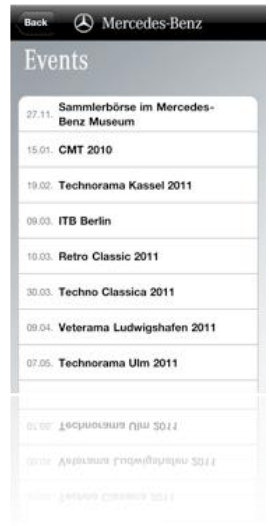 Back
Mercedes-Benz
Events
27.11. Sammlerbörse im Mercedes-
Benz Museum
15.01. CMT 2010
19.02. Technorama Kassel 2011
09.03. ITB Berlin
10.03. Retro Classic 2011
30.03. Techno Classica 2011
09.04. Veterama Ludwigshafen 2011
07.05. Technorama Ulm 2011